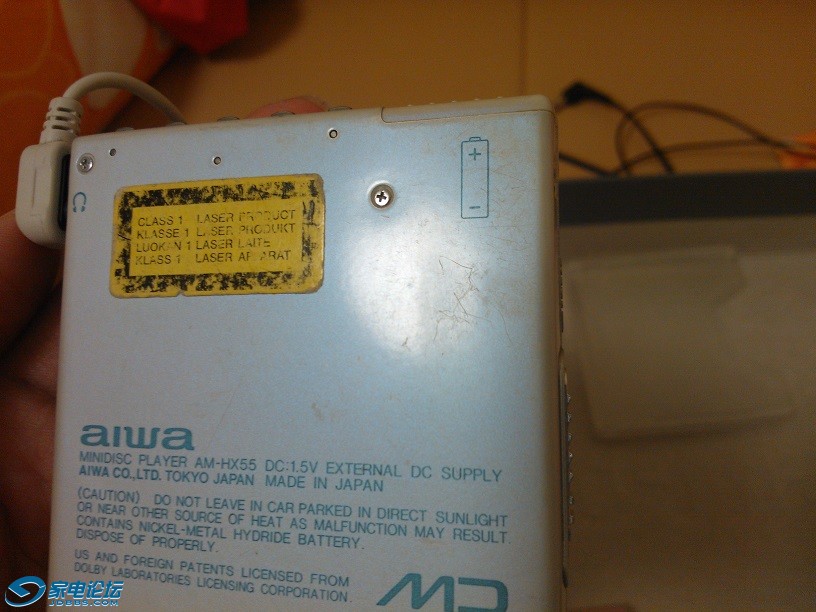 CLASS 1 LASER PRODUCT
KLASSE 1 LASER PRODUKT
LUOKAN 1 LASER LAITE
KLASS 1 LASER APPARAT
+
-
aiwa
MINIDISC PLAYER AM-HX55 DC:1.5V EXTERNAL DC SUPPLY
AIWA CO.,LTD. TOKYO JAPAN MADE IN JAPAN
(CAUTION) DO NOT LEAVE IN CAR PARKED IN DIRECT SUNLIGHT
OR NEAR OTHER SOURCE OF HEAT AS MALFUNCTION MAY RESULT.
CONTAINS NICKEL-METAL HYDRIDE BATTERY.
DISPOSE OF PROPERLY.
US AND FOREIGN PATENTS LICENSED FROM
DOLBY LABORATORIES LICENSING CORPORATION.
MD
家电论坛
JDBBS.COM